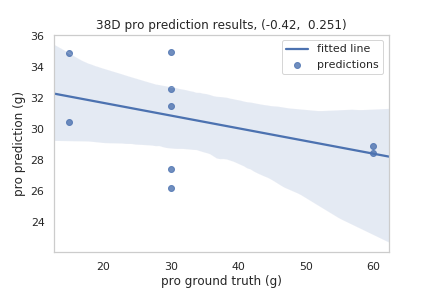 38D pro prediction results, (-0.42,  0.251)
36
34
32
30
28
26
24
fitted line
predictions
pro prediction (g)
20
30
40
50
60
pro ground truth (g)